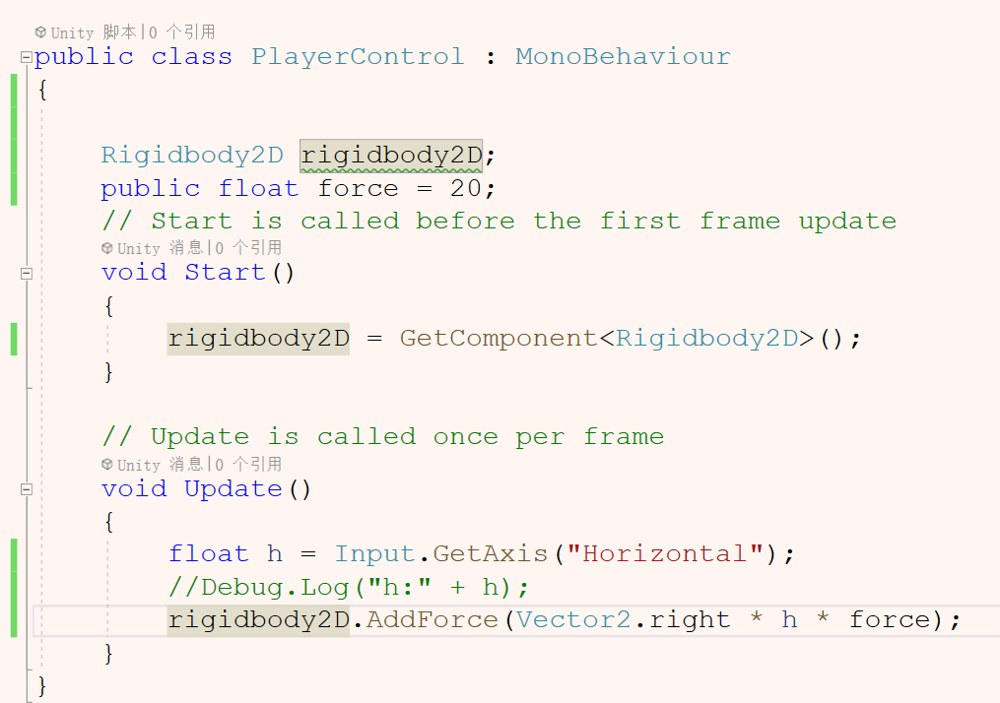 Unity 脚本|0 个引用
public class PlayerControl : MonoBehaviour
{
Rigidbody2D rigidbody2D;
public float force = 20;
// Start is called before the first frame update
Unity 消息|0 个引用
void Start()
{
rigidbody2D = GetComponent<Rigidbody2D>();
}
// Update is called once per frame
Unity 消息|0 个引用
void Update()
{
float h = Input.GetAxis("Horizontal");
//Debug.Log("h:" + h);
rigidbody2D.AddForce(Vector2.right * h * force);
}
}